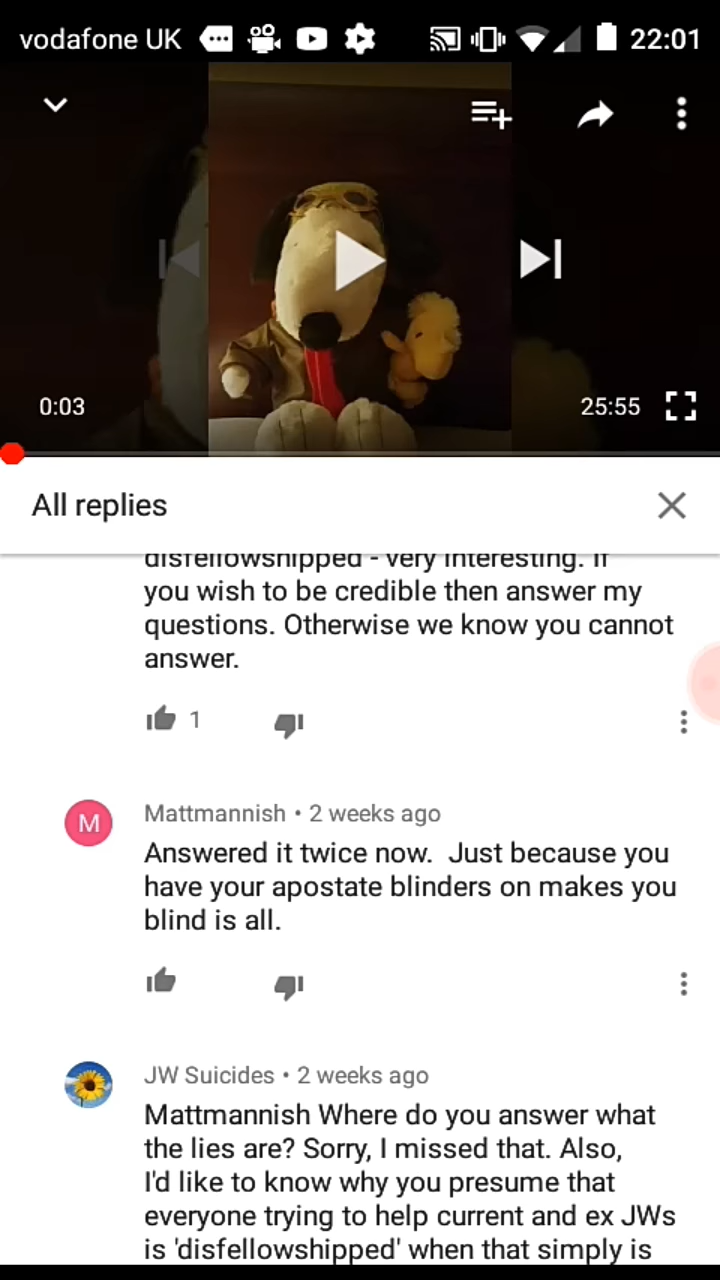 vodafone UK 22:01
0:03 25:55
All replies
disfellowshipped - very interesting. If
you wish to be credible then answer my
questions. Otherwise we know you cannot
answer.
1
M
Mattmannish • 2 weeks ago
Answered it twice now.  Just because you
have your apostate blinders on makes you
blind is all.
JW Suicides • 2 weeks ago
Mattmannish Where do you answer what
the lies are? Sorry, I missed that. Also,
I'd like to know why you presume that
everyone trying to help current and ex JWs
is 'disfellowshipped' when that simply is